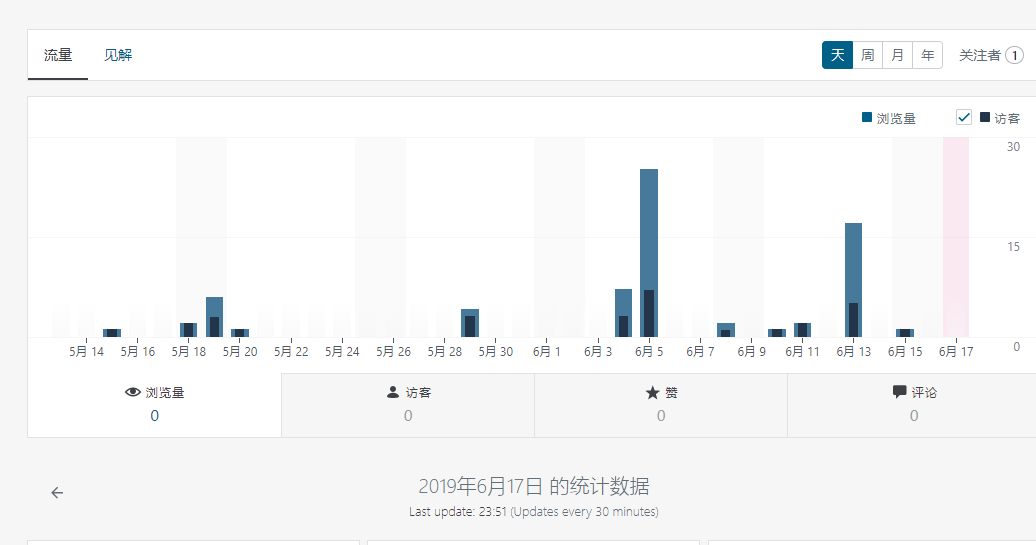 流量 见解 天 周 月 年 关注者 1
浏览量 访客
30
15
0
5月 14 5月 16 5月 18 5月 20 5月 22 5月 24 5月 26 5月 28 5月 30 6月 1 6月 3 6月 5 6月 7 6月 9 6月 11 6月 13 6月 15 6月 17
浏览量 访客 赞 评论
0 0 0 0
2019年6月17日 的统计数据
Last update: 23:51 (Updates every 30 minutes)